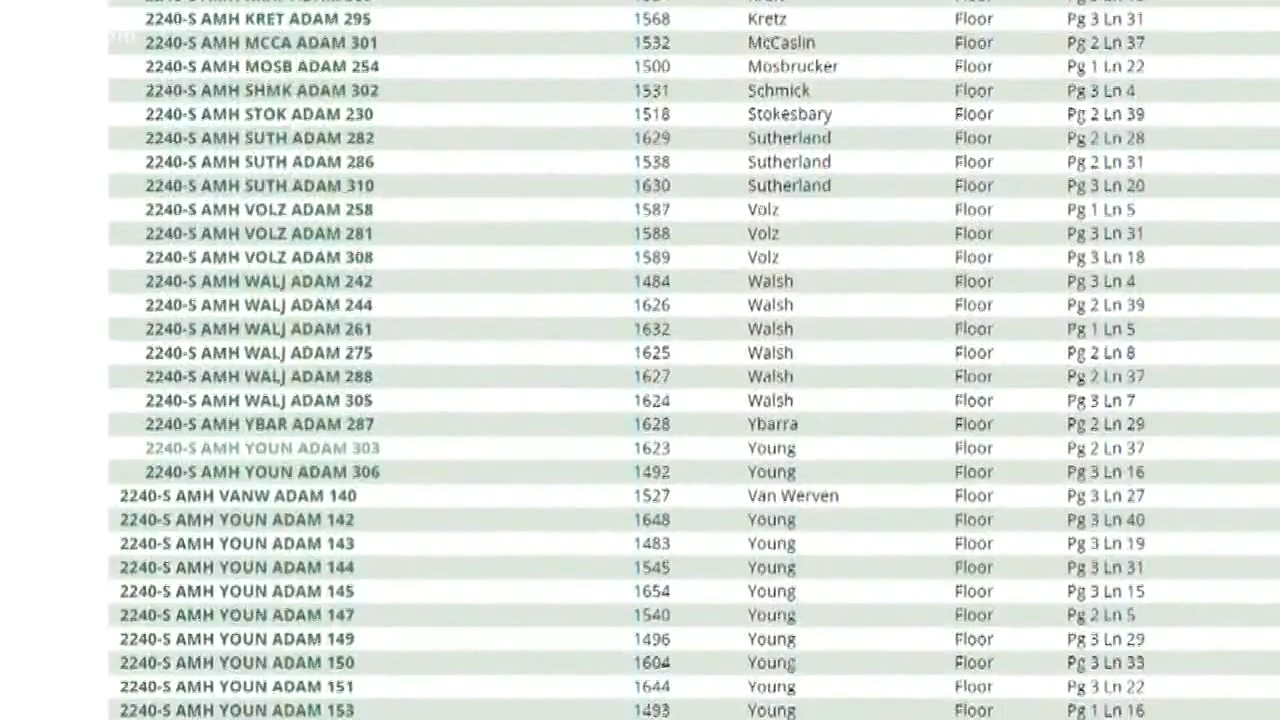 2240-S AMH KRET ADAM 295 1568 Kretz Floor Pg 3 Ln 31
2240-S AMH MCCA ADAM 301 1532 McCaslin Floor Pg 2 Ln 37
2240-S AMH MOSB ADAM 254 1500 Mosbrucker Floor Pg 1 Ln 22
2240-S AMH SHMK ADAM 302 1531 Schmick Floor Pg 3 Ln 4
2240-S AMH STOK ADAM 230 1518 Stokesbary Floor Pg 2 Ln 39
2240-S AMH SUTH ADAM 282 1629 Sutherland Floor Pg 2 Ln 28
2240-S AMH SUTH ADAM 286 1538 Sutherland Floor Pg 2 Ln 31
2240-S AMH SUTH ADAM 310 1630 Sutherland Floor Pg 3 Ln 20
2240-S AMH VOLZ ADAM 258 1587 Volz Floor Pg 1 Ln 5
2240-S AMH VOLZ ADAM 281 1588 Volz Floor Pg 3 Ln 31
2240-S AMH VOLZ ADAM 308 1589 Volz Floor Pg 3 Ln 18
2240-S AMH WALJ ADAM 242 1484 Walsh Floor Pg 3 Ln 4
2240-S AMH WALJ ADAM 244 1626 Walsh Floor Pg 2 Ln 39
2240-S AMH WALJ ADAM 261 1632 Walsh Floor Pg 1 Ln 5
2240-S AMH WALJ ADAM 275 1625 Walsh Floor Pg 2 Ln 8
2240-S AMH WALJ ADAM 288 1627 Walsh Floor Pg 2 Ln 37
2240-S AMH WALJ ADAM 305 1624 Walsh Floor Pg 3 Ln 7
2240-S AMH YBAR ADAM 287 1628 Ybarra Floor Pg 2 Ln 29
2240-S AMH YOUN ADAM 303 1623 Young Floor Pg 2 Ln 37
2240-S AMH YOUN ADAM 306 1492 Young Floor Pg 3 Ln 16
2240-S AMH VANW ADAM 140 1527 Van Werven Floor Pg 3 Ln 27
2240-S AMH YOUN ADAM 142 1648 Young Floor Pg 3 Ln 40
2240-S AMH YOUN ADAM 143 1483 Young Floor Pg 3 Ln 19
2240-S AMH YOUN ADAM 144 1545 Young Floor Pg 3 Ln 31
2240-S AMH YOUN ADAM 145 1654 Young Floor Pg 3 Ln 15
2240-S AMH YOUN ADAM 147 1540 Young Floor Pg 2 Ln 5
2240-S AMH YOUN ADAM 149 1496 Young Floor Pg 3 Ln 29
2240-S AMH YOUN ADAM 150 1604 Young Floor Pg 3 Ln 33
2240-S AMH YOUN ADAM 151 1644 Young Floor Pg 3 Ln 22
2240-S AMH YOUN ADAM 153 1493 Young Floor Pg 1 Ln 16